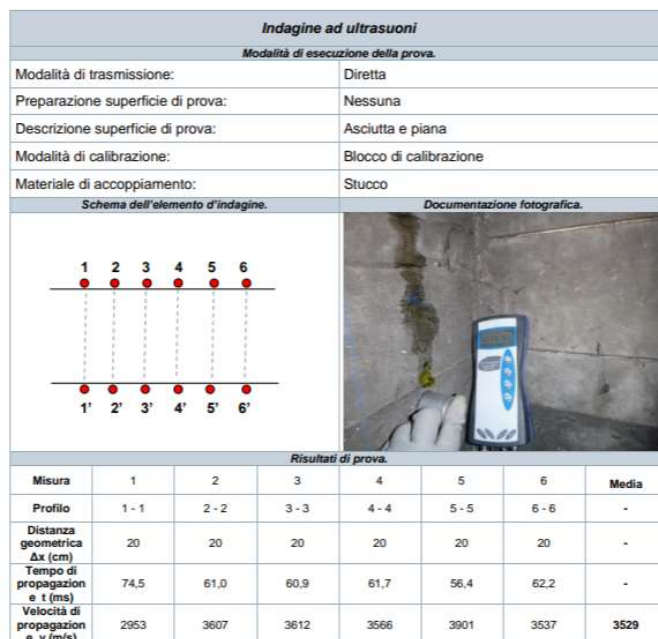 Indagine ad ultrasuoni
Modalità di esecuzione della prova.
Modalità di trasmissione: Diretta
Preparazione superficie di prova: Nessuna
Descrizione superficie di prova: Asciutta e piana
Modalità di calibrazione: Blocco di calibrazione
Materiale di accoppiamento: Stucco
Schema dell'elemento d'indagine. Documentazione fotografica.
1 2 3 4 5 6
1' 2' 3' 4' 5' 6'
Risultati di prova.
Misura 1 2 3 4 5 6 Media
Profilo 1 - 1 2 - 2 3 - 3 4 - 4 5 - 5 6 - 6 -
Distanza
geometrica
Δx (cm) 20 20 20 20 20 20 -
Tempo di
propagazion
e t (ms) 74,5 61,0 60,9 61,7 56,4 62,2 -
Velocità di
propagazion
e v (m/s) 2953 3607 3612 3566 3901 3537 3529